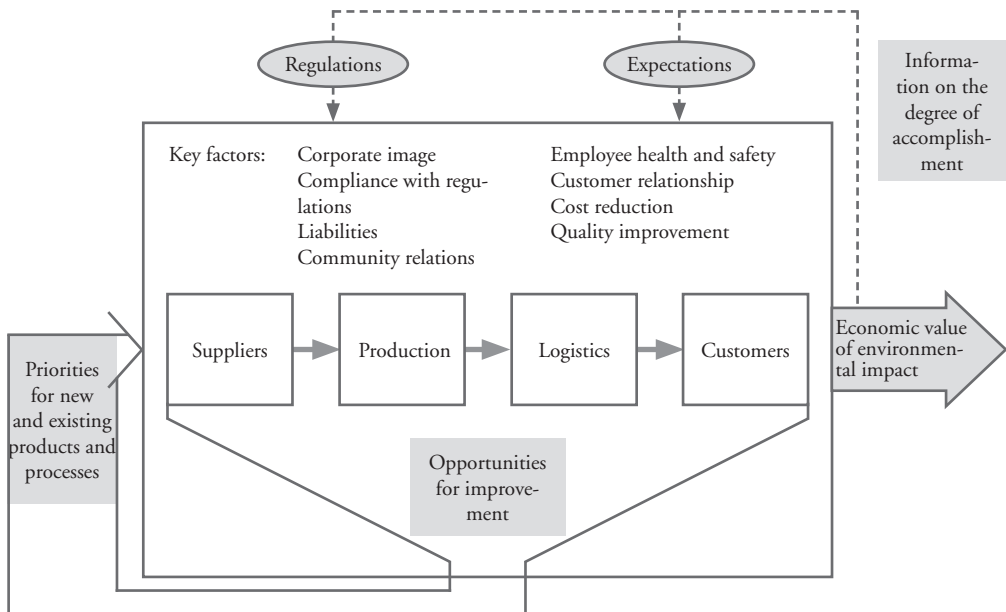 Regulations
Expectations
Informa-
tion on the
degree of
accomplish-
ment
Key factors:
Corporate image
Compliance with regu-
lations
Liabilities
Community relations
Employee health and safety
Customer relationship
Cost reduction
Quality improvement
Suppliers
Production
Logistics
Customers
Economic value
of environmen-
tal impact
Priorities
for new
and existing
products and
processes
Opportunities
for improve-
ment